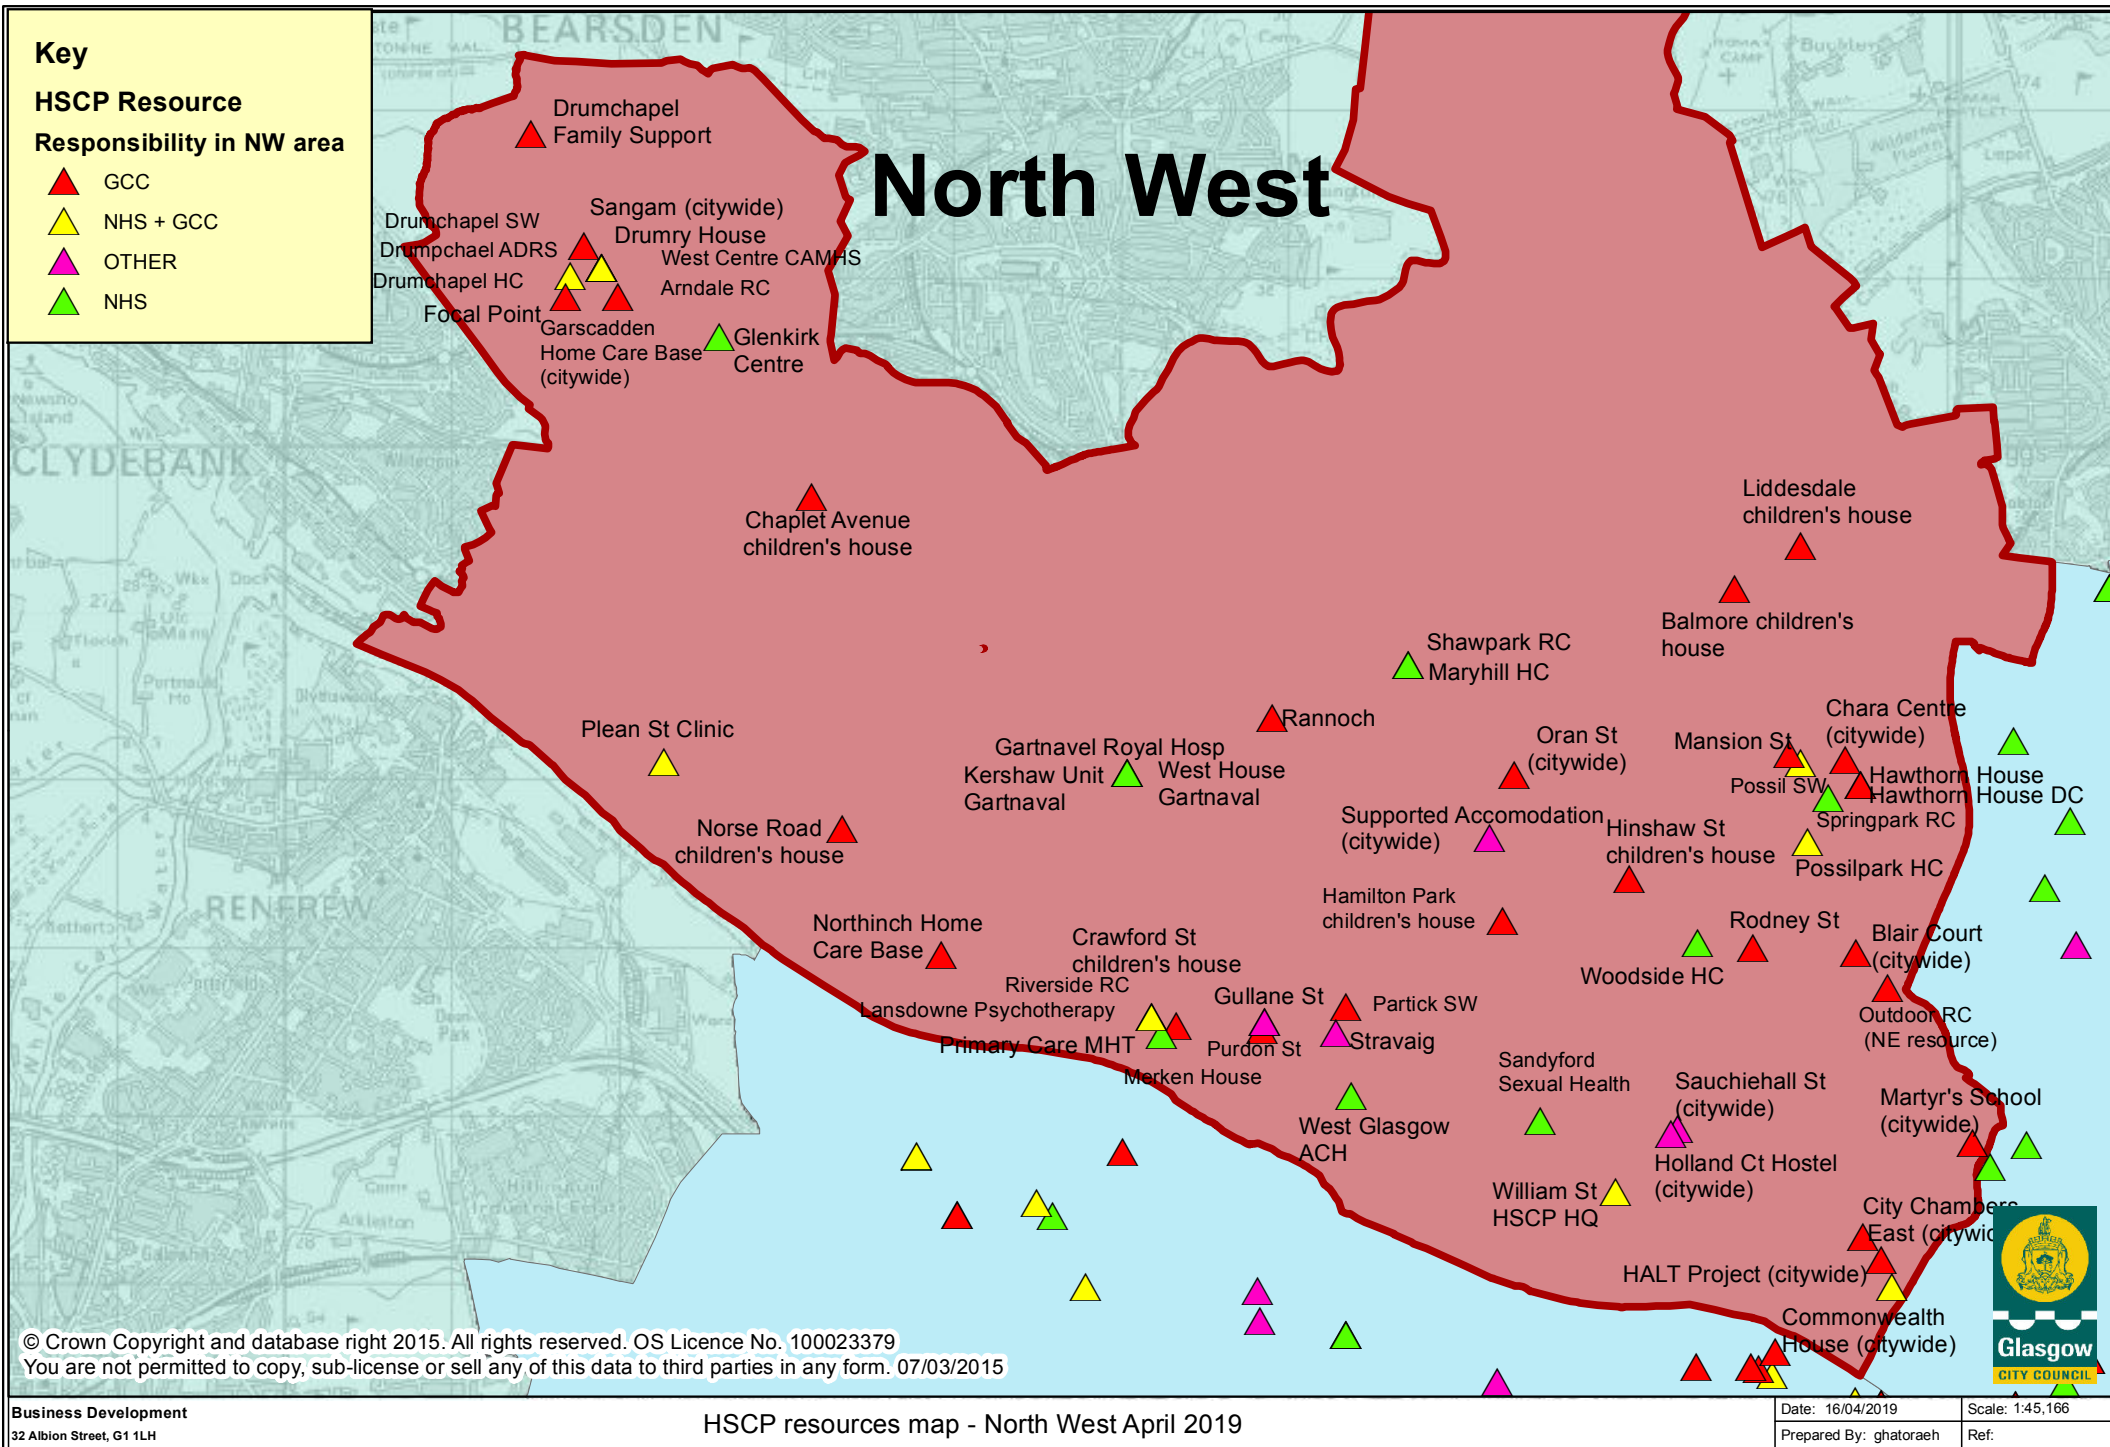 Key
HSCP Resource
Responsibility in NW area
GCC
NHS + GCC
OTHER
NHS
BEARSDEN
North West
Drumchapel
Family Support
Drumchapel SW
Drumpchael ADRS
Drumchapel HC
Focal Point
Sangam (citywide)
Drumry House
West Centre CAMHS
Arndale RC
Garscadden
Home Care Base
(citywide)
Glenkirk
Centre
CLYDEBANK
Chaplet Avenue
children's house
Liddesdale
children's house
Balmore children's
house
Shawpark RC
Maryhill HC
Rannoch
Plean St Clinic
Gartnavel Royal Hosp
Kershaw Unit
Gartnaval
West House
Gartnaval
Oran St
(citywide)
Mansion St
Possil SW
Chara Centre
(citywide)
Hawthorn House
Hawthorn House DC
Springpark RC
Possilpark HC
Norse Road
children's house
Supported Accomodation
(citywide)
Hinshaw St
children's house
Hamilton Park
children's house
RENFREW
Northinch Home
Care Base
Crawford St
children's house
Riverside RC
Lansdowne Psychotherapy
Primary Care MHT
Merken House
Gullane St
Purdon St
Partick SW
Stravaig
Woodside HC
Rodney St
Blair Court
(citywide)
Outdoor RC
(NE resource)
West Glasgow
ACH
Sandyford
Sexual Health
Sauchiehall St
(citywide)
Martyr's School
(citywide)
Holland Ct Hostel
(citywide)
William St
HSCP HQ
City Chambers
East (citywid
HALT Project (citywide)
Commonwealth
House (citywide)
Glasgow
CITY COUNCIL
© Crown Copyright and database right 2015. All rights reserved. OS Licence No. 100023379
You are not permitted to copy, sub-license or sell any of this data to third parties in any form. 07/03/2015
Business Development
32 Albion Street, G1 1LH
HSCP resources map - North West April 2019
Date: 16/04/2019
Scale: 1:45,166
Prepared By: ghatoraeh
Ref: